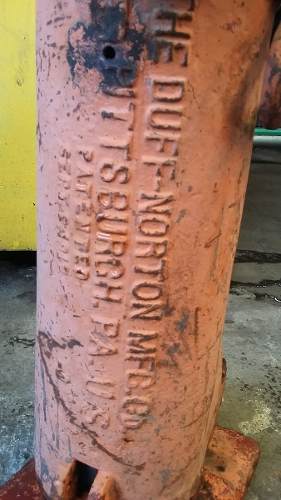 THE DUFF-NORTON MFG. Co.
PITTSBURGH, PA. U.S.
PATENTED